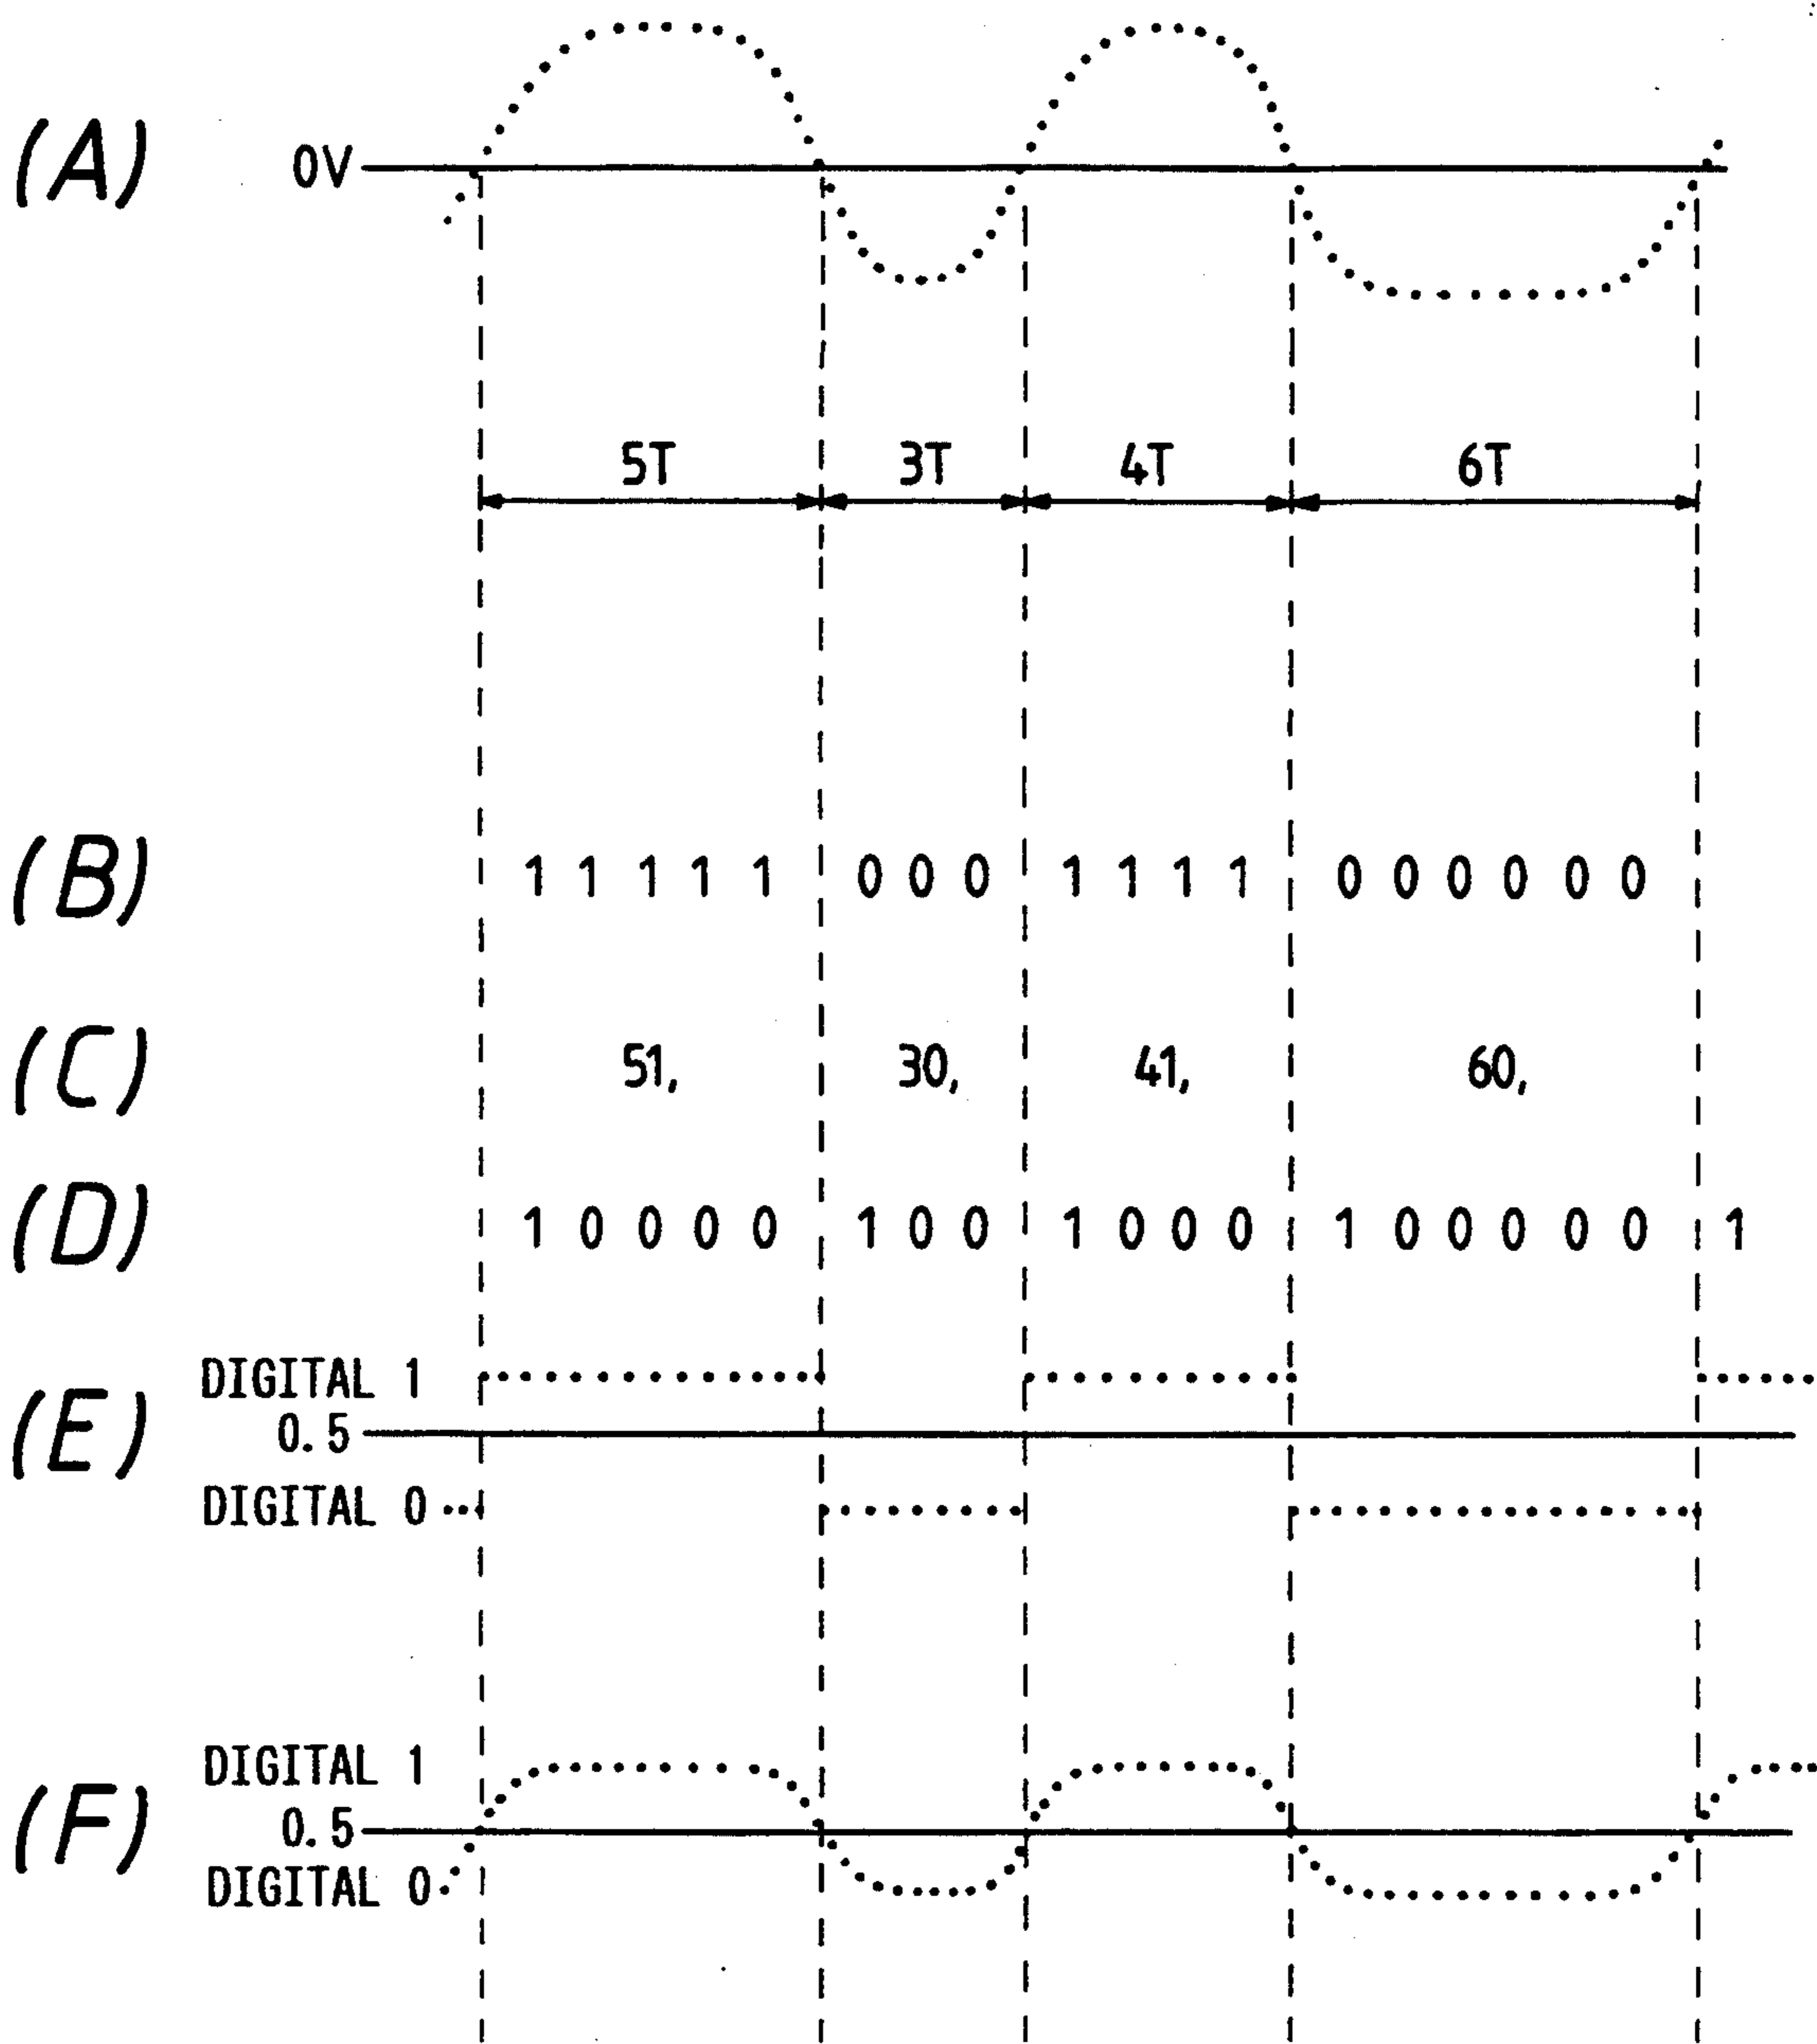 (A)
0V
5T 3T 4T 6T
(B) 1 1 1 1 1 0 0 0 1 1 1 1 0 0 0 0 0 0
(C) 51, 30, 41, 60,
(D) 1 0 0 0 0 1 0 0 1 0 0 0 1 0 0 0 0 0 1
DIGITAL 1
(E) 0.5
DIGITAL 0
DIGITAL 1
(F) 0.5
DIGITAL 0